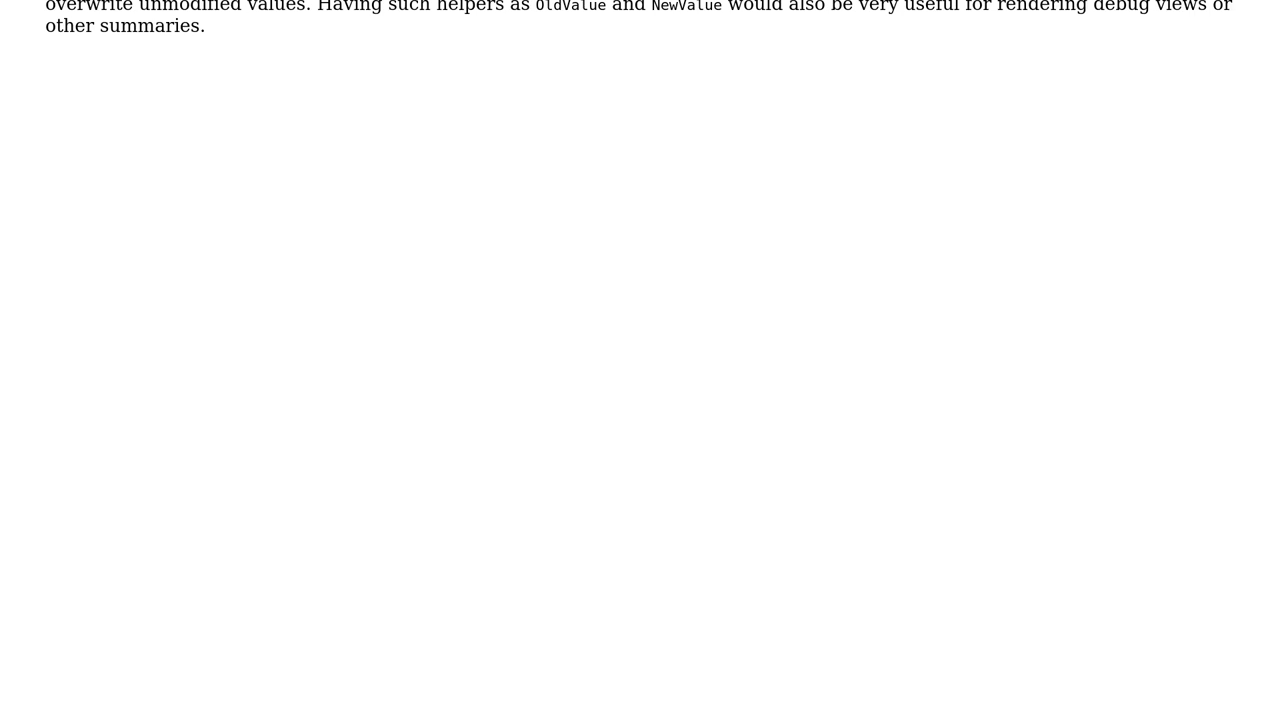 overwrite unmodified values. Having such helpers as OldValue and NewValue would also be very useful for rendering debug views or
other summaries.